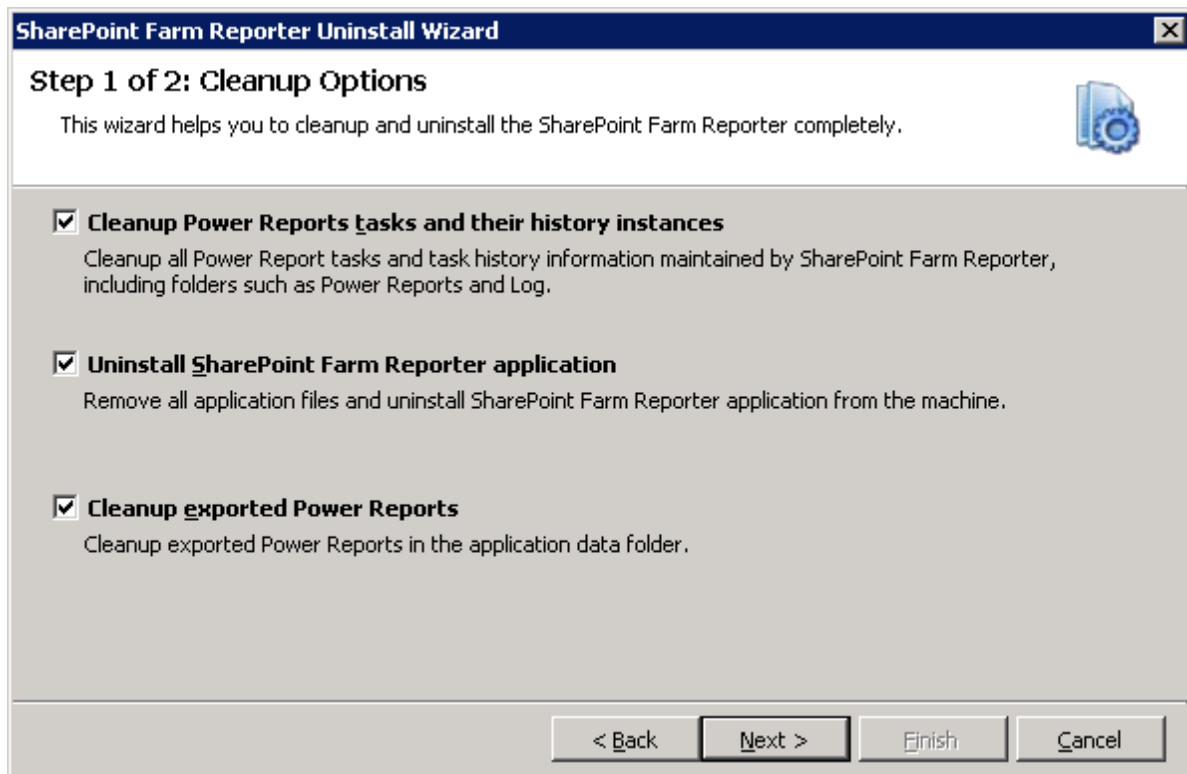 SharePoint Farm Reporter Uninstall Wizard
Step 1 of 2: Cleanup Options
This wizard helps you to cleanup and uninstall the SharePoint Farm Reporter completely.
Cleanup Power Reports tasks and their history instances
Cleanup all Power Report tasks and task history information maintained by SharePoint Farm Reporter,
including folders such as Power Reports and Log.
Uninstall SharePoint Farm Reporter application
Remove all application files and uninstall SharePoint Farm Reporter application from the machine.
Cleanup exported Power Reports
Cleanup exported Power Reports in the application data folder.
< Back Next > Finish Cancel